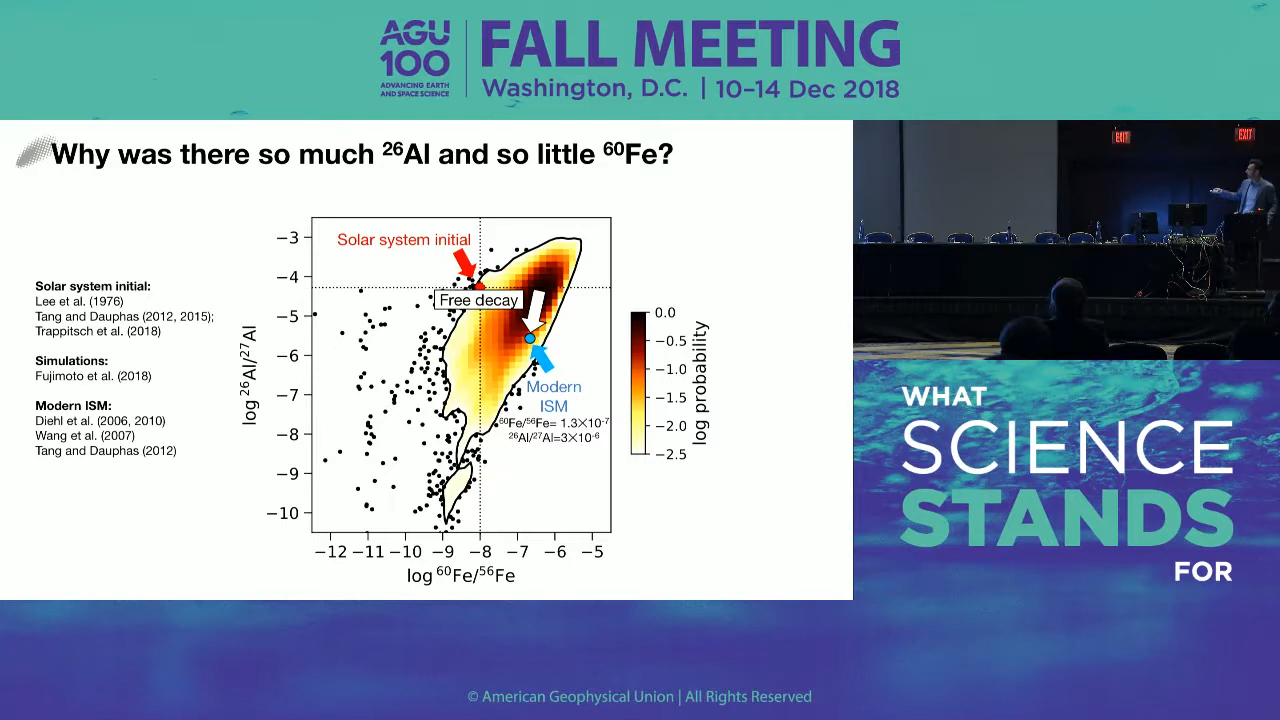 AGU
100
ADVANCING EARTH
AND SPACE SCIENCE
FALL MEETING
Washington, D.C. | 10–14 Dec 2018
Why was there so much ²⁶Al and so little ⁶⁰Fe?
Solar system initial:
Lee et al. (1976)
Tang and Dauphas (2012, 2015);
Trappitsch et al. (2018)
Simulations:
Fujimoto et al. (2018)
Modern ISM:
Diehl et al. (2006, 2010)
Wang et al. (2007)
Tang and Dauphas (2012)
log ²⁶Al/²⁷Al
−3
−4
−5
−6
−7
−8
−9
−10
Solar system initial
Free decay
Modern
ISM
⁶⁰Fe/⁵⁶Fe= 1.3×10⁻⁷
²⁶Al/²⁷Al=3×10⁻⁶
−12 −11 −10 −9 −8 −7 −6 −5
log ⁶⁰Fe/⁵⁶Fe
0.0
−0.5
−1.0
−1.5
−2.0
−2.5
log probability
EXIT
EXIT
WHAT
SCIENCE
STANDS
FOR
© American Geophysical Union | All Rights Reserved